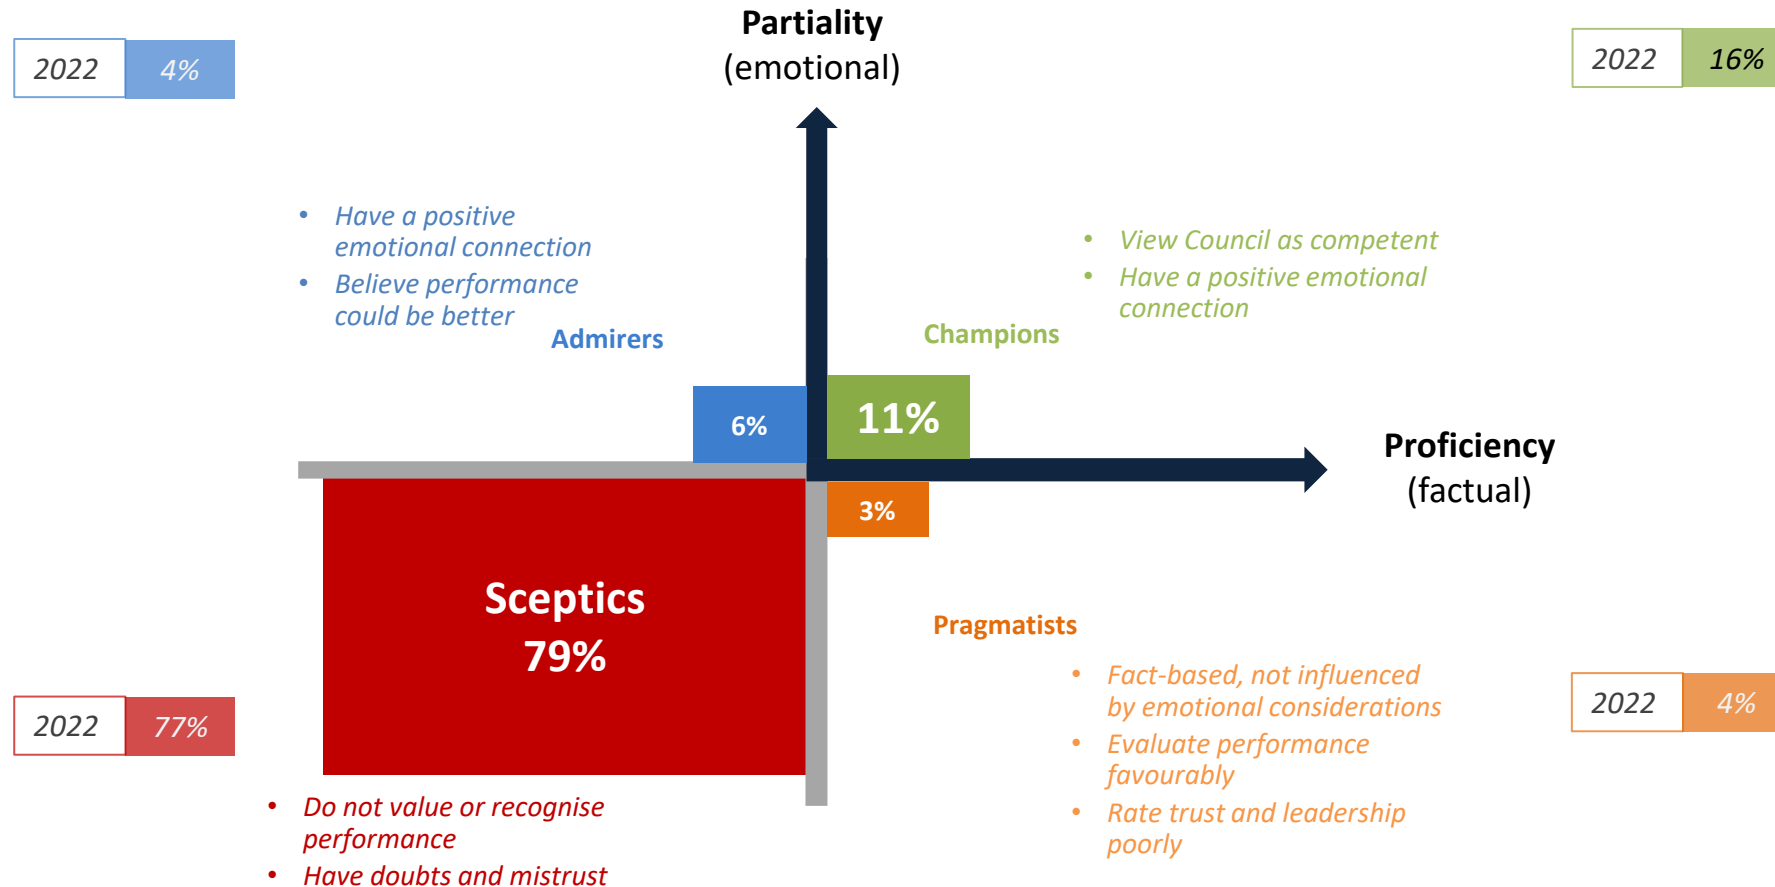 Partiality
(emotional)
2022 4%
2022 16%
• Have a positive
emotional connection
• Believe performance
could be better
• View Council as competent
• Have a positive emotional
connection
Admirers
Champions
6%
11%
Proficiency
(factual)
3%
Sceptics
79%
Pragmatists
• Fact-based, not influenced
by emotional considerations
• Evaluate performance
favourably
• Rate trust and leadership
poorly
2022 77%
2022 4%
• Do not value or recognise
performance
• Have doubts and mistrust